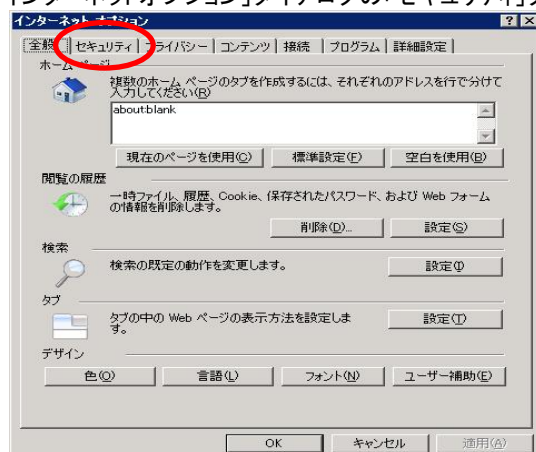 インターネット オプション
全般 セキュリティ プライバシー コンテンツ 接続 プログラム 詳細設定
ホーム ページ
複数のホーム ページのタブを作成するには、それぞれのアドレスを行で分けて
入力してください(R)
about:blank
現在のページを使用(C) 標準設定(F) 空白を使用(B)
閲覧の履歴
一時ファイル、履歴、Cookie、保存されたパスワード、および Web フォーム
の情報を削除します。
削除(D)... 設定(S)
検索
検索の既定の動作を変更します。
設定(I)
タブ
タブの中の Web ページの表示方法を設定しま
す。
設定(T)
デザイン
色(O) 言語(L) フォント(N) ユーザー補助(E)
OK キャンセル 適用(A)